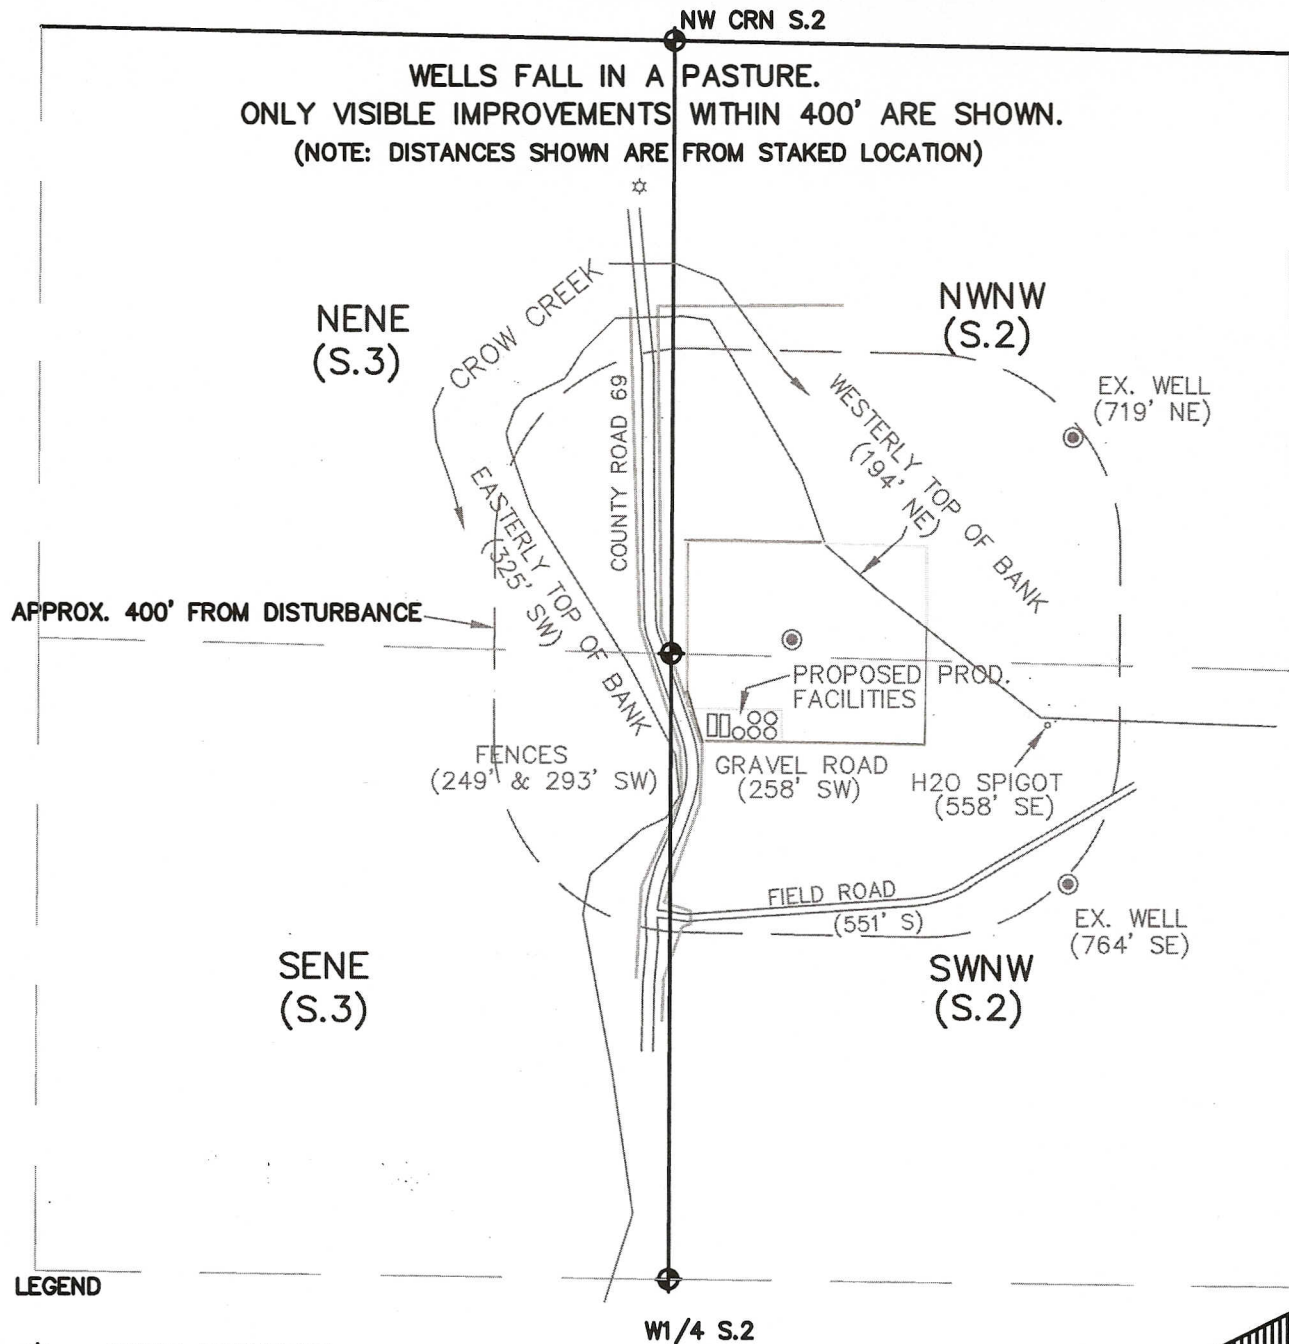 NW CRN S.2
WELLS FALL IN A PASTURE.
ONLY VISIBLE IMPROVEMENTS WITHIN 400' ARE SHOWN.
(NOTE: DISTANCES SHOWN ARE FROM STAKED LOCATION)
NENE
(S.3)
CROW CREEK
NWNW
(S.2)
EX. WELL
(719' NE)
COUNTY ROAD 69
WESTERLY TOP OF BANK
(194' NE)
EASTERLY TOP OF BANK
(325' SW)
APPROX. 400' FROM DISTURBANCE
PROPOSED PROD.
FACILITIES
FENCES
(249' & 293' SW)
GRAVEL ROAD
(258' SW)
H2O SPIGOT
(558' SE)
FIELD ROAD
(551' S)
EX. WELL
(764' SE)
SENE
(S.3)
SWNW
(S.2)
LEGEND
W1/4 S.2